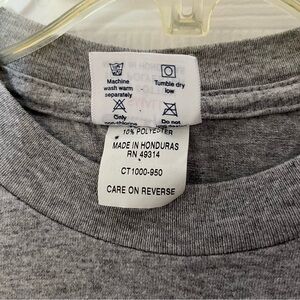 Machine
wash warm
separately
Tumble dry
low
Only
non-chlorine
Do not
10% POLYESTER
MADE IN HONDURAS
RN 49314
CT1000-950
CARE ON REVERSE